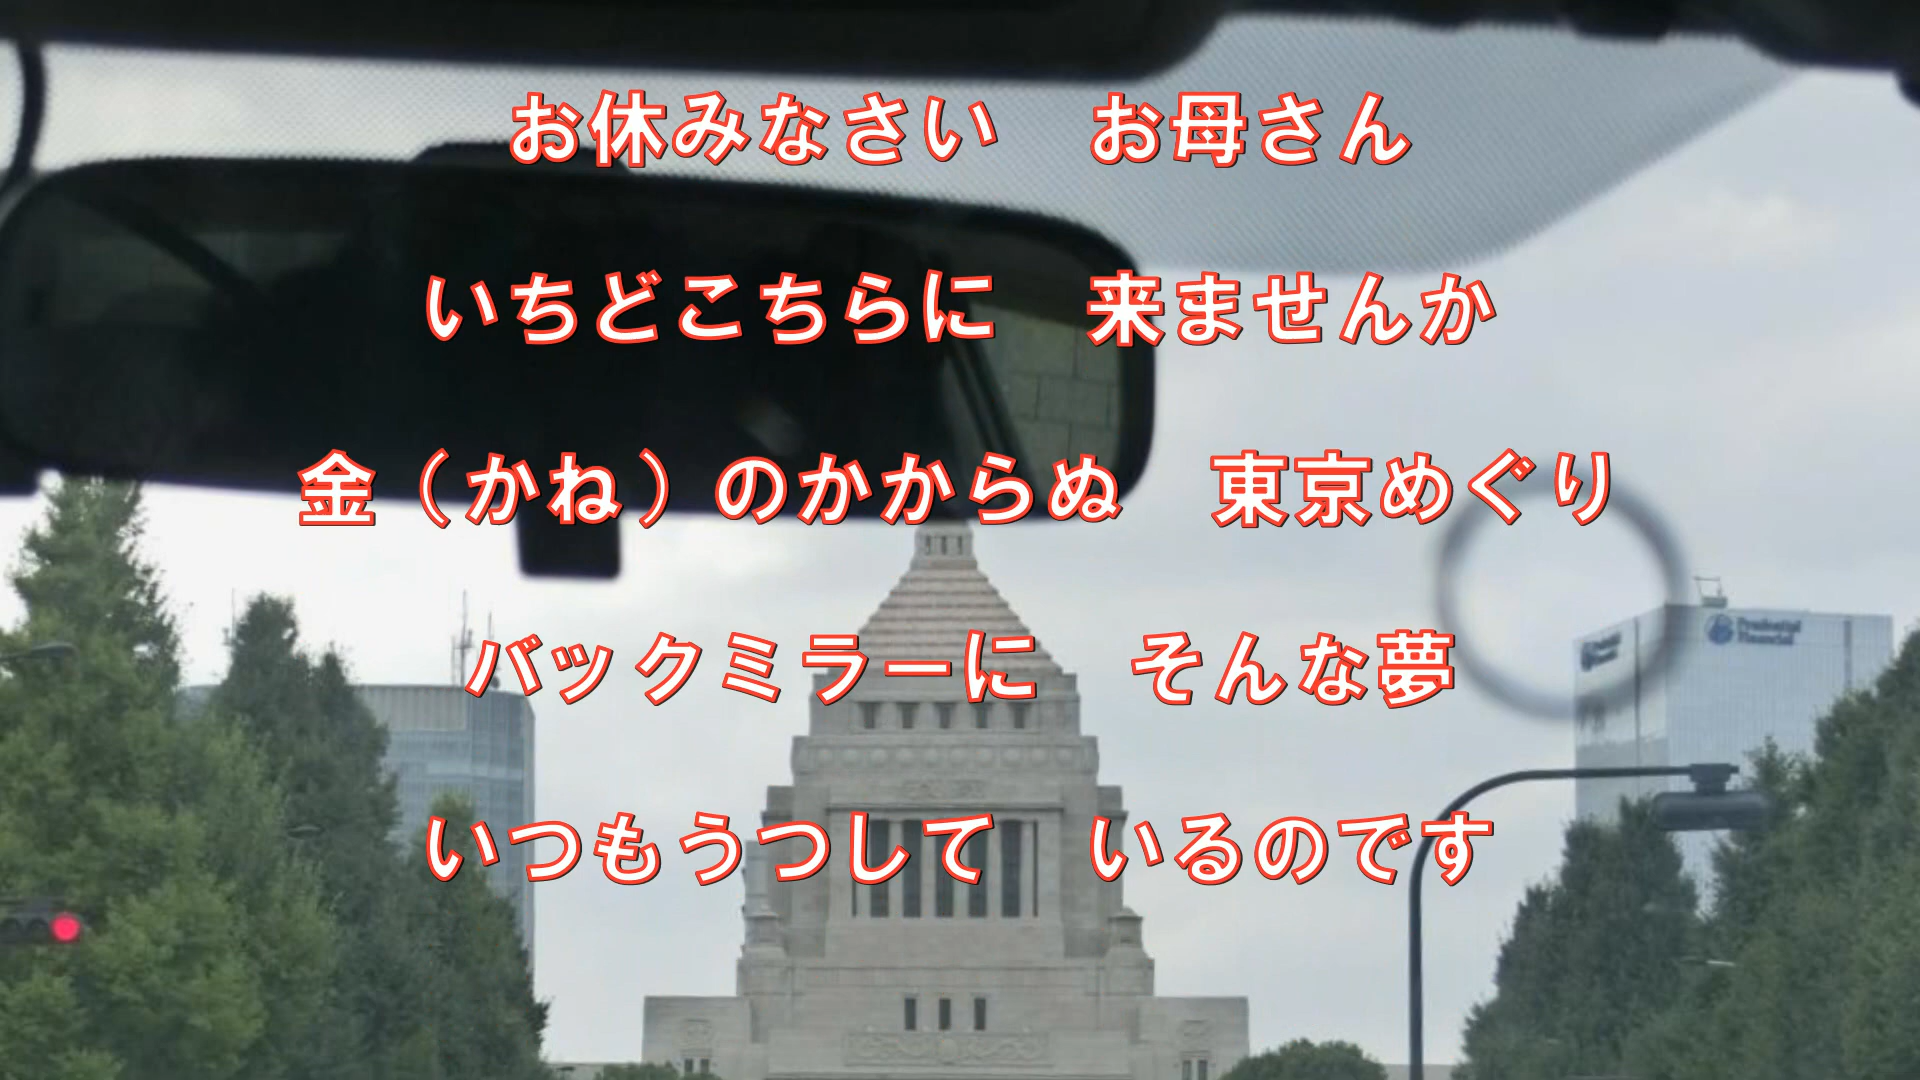 お休みなさい　お母さん
いちどこちらに　来ませんか
金（かね）のかからぬ　東京めぐり
バックミラーに　そんな夢
いつもうつして　いるのです
Prudential
Financial